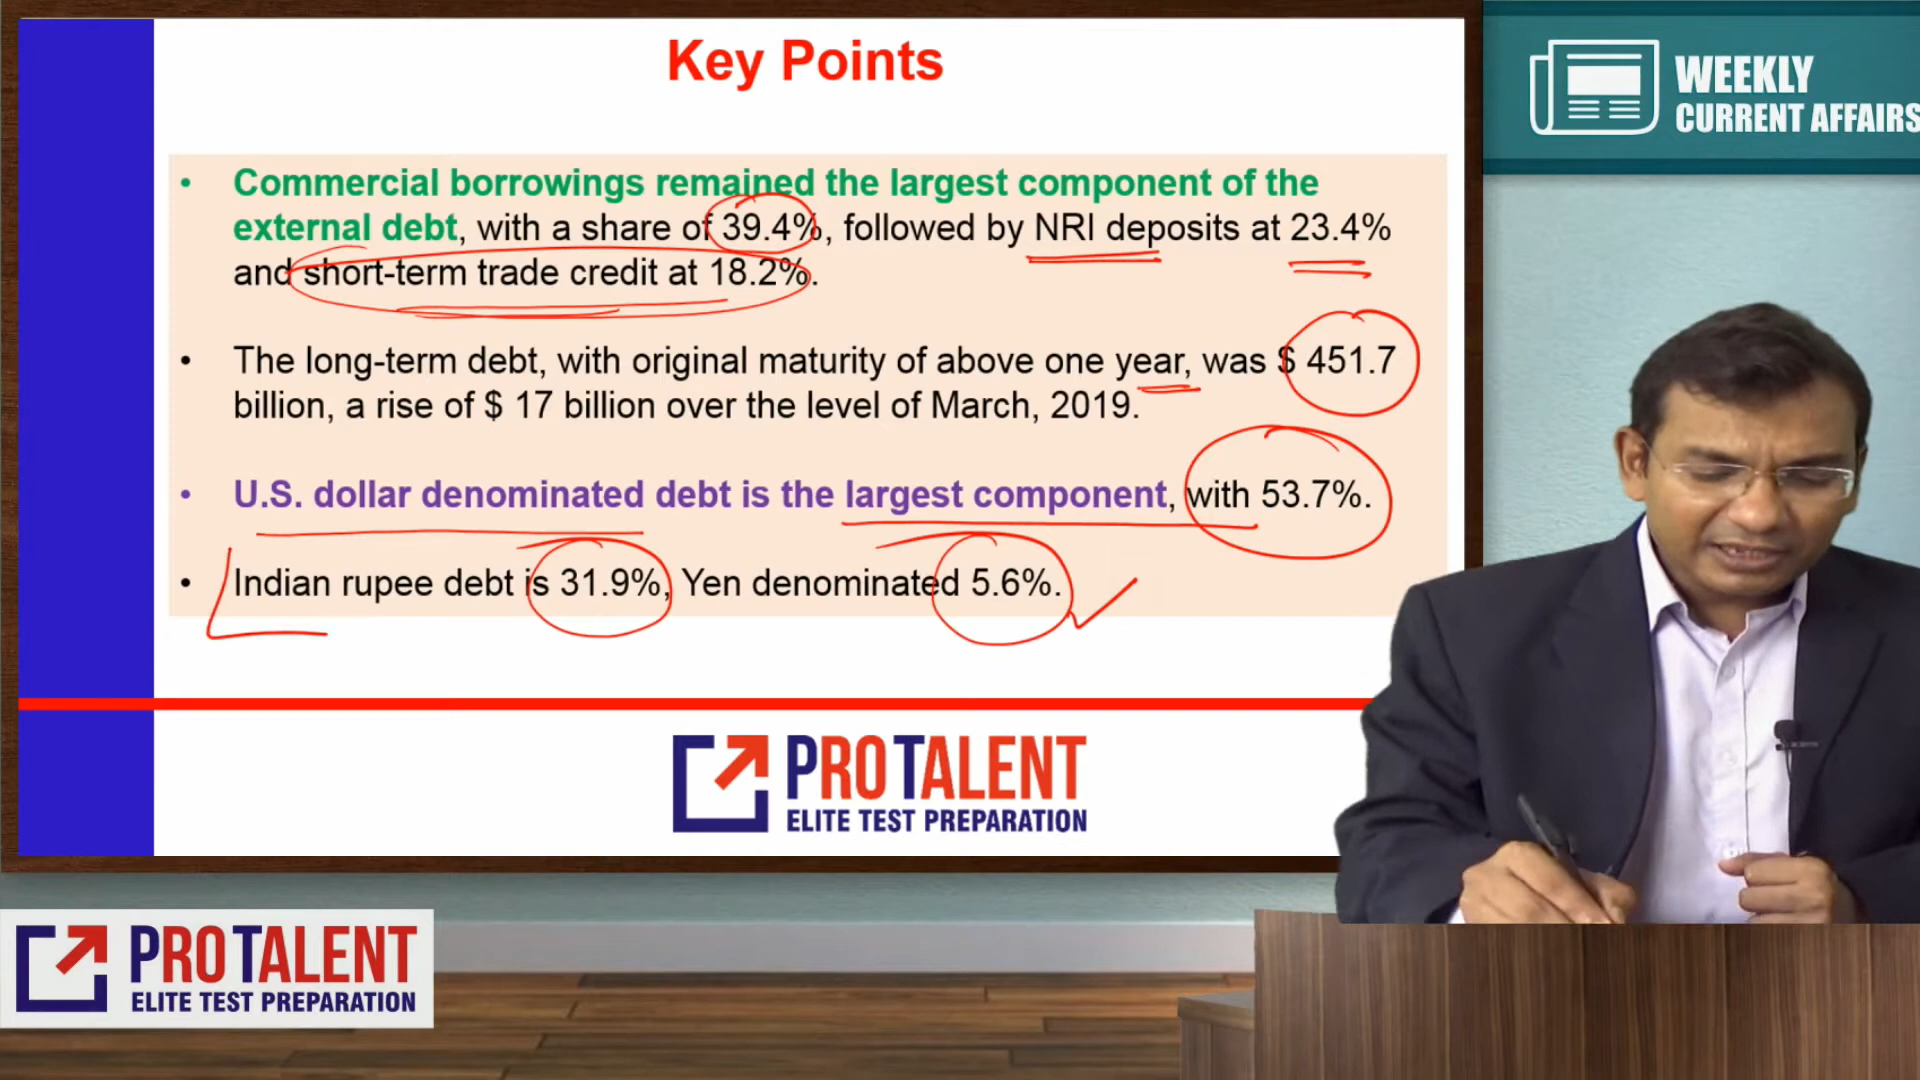 Key Points
WEEKLY
CURRENT AFFAIRS
• Commercial borrowings remained the largest component of the
external debt, with a share of 39.4%, followed by NRI deposits at 23.4%
and short-term trade credit at 18.2%.
• The long-term debt, with original maturity of above one year, was $ 451.7
billion, a rise of $ 17 billion over the level of March, 2019.
• U.S. dollar denominated debt is the largest component, with 53.7%.
• Indian rupee debt is 31.9%, Yen denominated 5.6%.
PROTALENT
ELITE TEST PREPARATION
PROTALENT
ELITE TEST PREPARATION